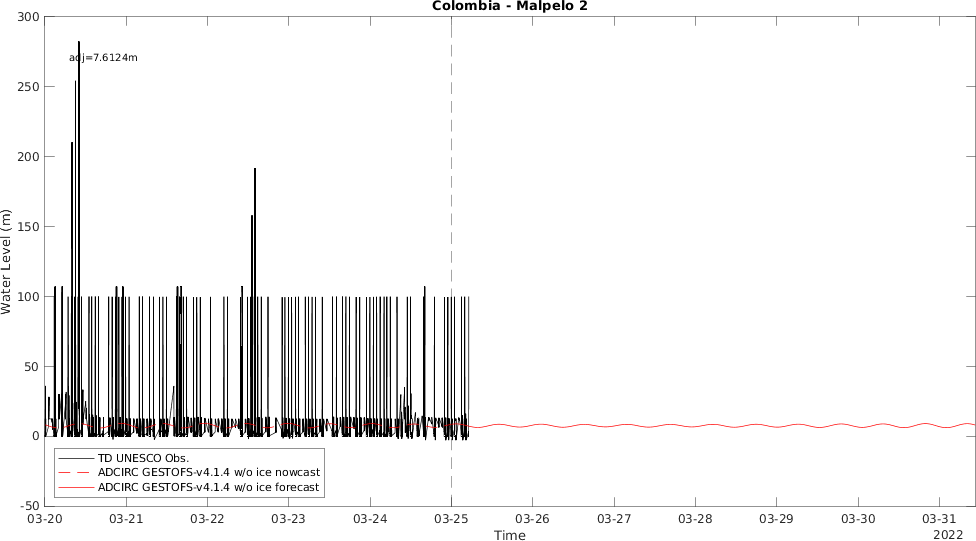 Colombia - Malpelo 2
300
adj=7.6124m
250
200
150
100
50
0
-50
Water Level (m)
TD UNESCO Obs.
ADCIRC GESTOFS-v4.1.4 w/o ice nowcast
ADCIRC GESTOFS-v4.1.4 w/o ice forecast
03-20 03-21 03-22 03-23 03-24 03-25 03-26 03-27 03-28 03-29 03-30 03-31
Time
2022